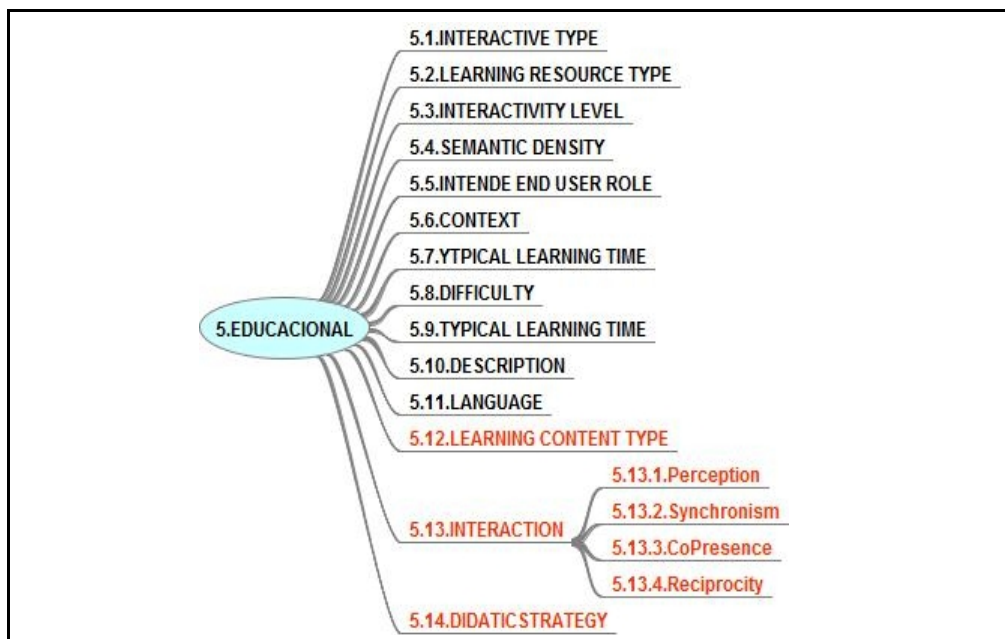 5.1.INTERACTIVE TYPE
5.2.LEARNING RESOURCE TYPE
5.3.INTERACTIVITY LEVEL
5.4.SEMANTIC DENSITY
5.5.INTENDE END USER ROLE
5.6.CONTEXT
5.7.YTPICAL LEARNING TIME
5.8.DIFFICULTY
5.EDUCACIONAL
5.9.TYPICAL LEARNING TIME
5.10.DESCRIPTION
5.11.LANGUAGE
5.12.LEARNING CONTENT TYPE
5.13.INTERACTION
5.13.1.Perception
5.13.2.Synchronism
5.13.3.CoPresence
5.13.4.Reciprocity
5.14.DIDATIC STRATEGY